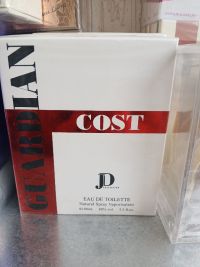 GUARDIAN
COST
JD
EAU DE TOILETTE
Natural Spray Vaporisateur